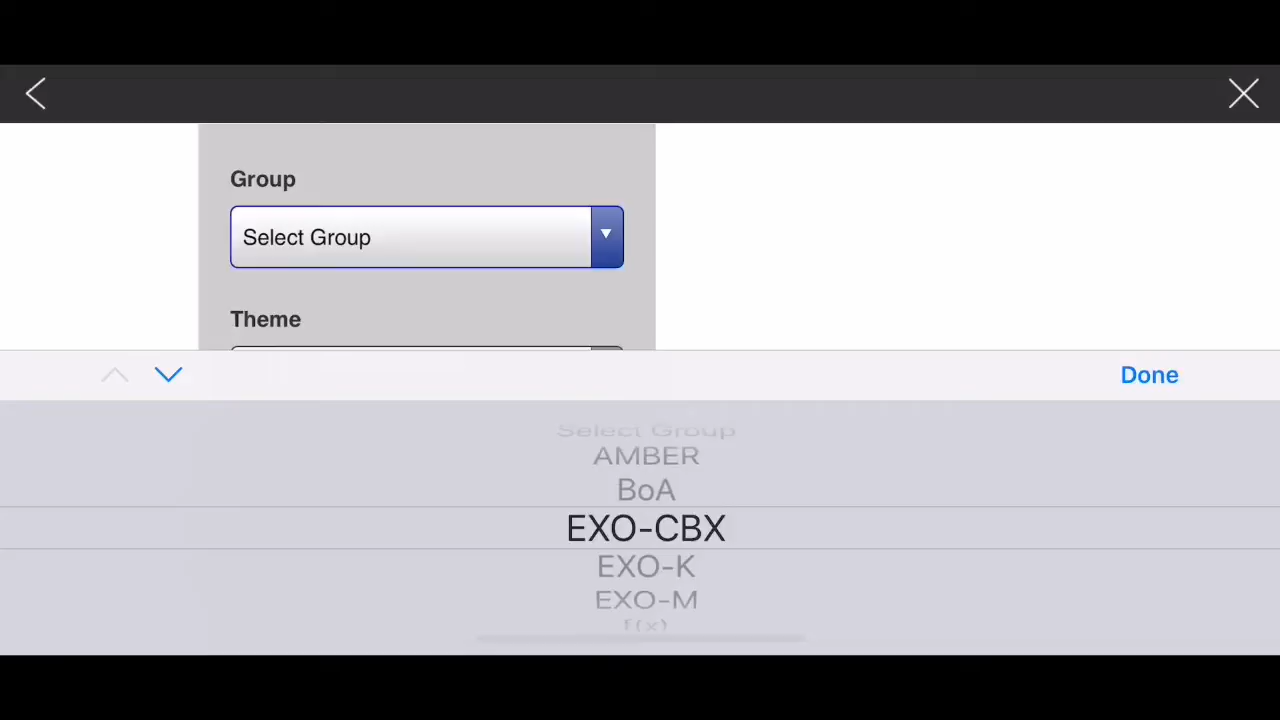 Group
Select Group
Theme
Done
Select Group
AMBER
BoA
EXO-CBX
EXO-K
EXO-M
f(x)